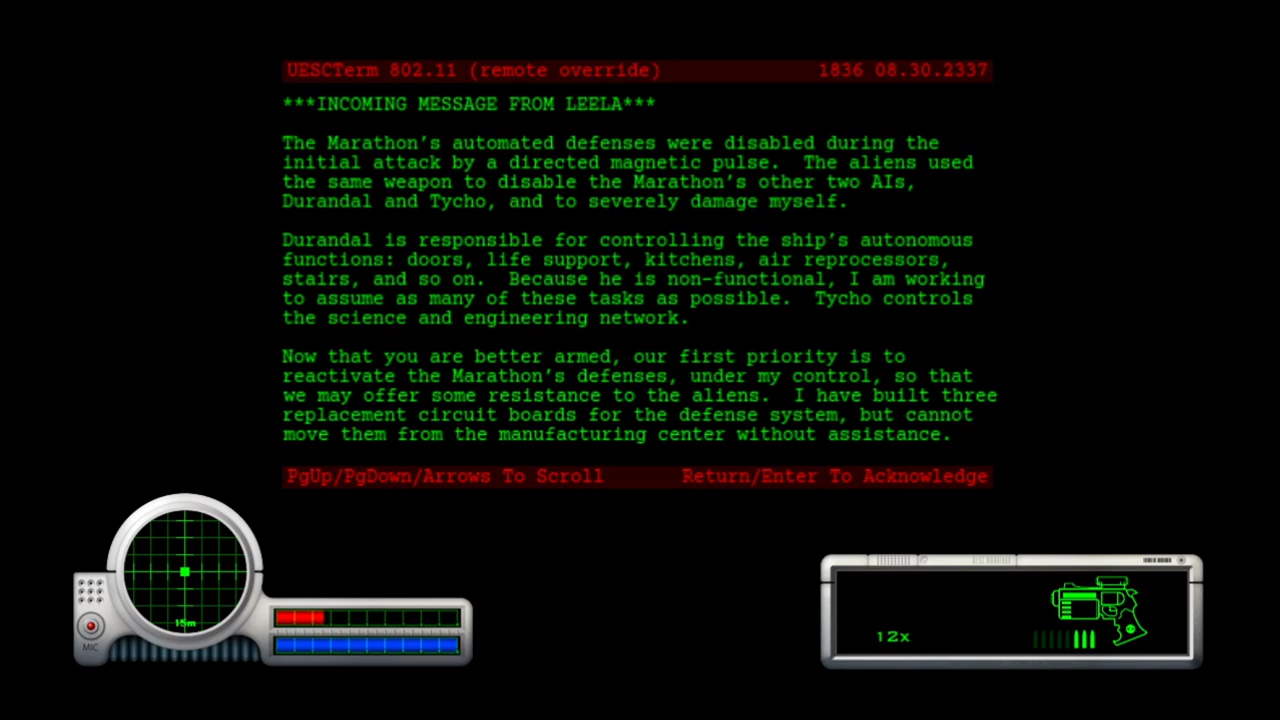 UESCTerm 802.11 (remote override) 1836 08.30.2337
***INCOMING MESSAGE FROM LEELA***
The Marathon's automated defenses were disabled during the
initial attack by a directed magnetic pulse.  The aliens used
the same weapon to disable the Marathon's other two AIs,
Durandal and Tycho, and to severely damage myself.
Durandal is responsible for controlling the ship's autonomous
functions: doors, life support, kitchens, air reprocessors,
stairs, and so on.  Because he is non-functional, I am working
to assume as many of these tasks as possible.  Tycho controls
the science and engineering network.
Now that you are better armed, our first priority is to
reactivate the Marathon's defenses, under my control, so that
we may offer some resistance to the aliens.  I have built three
replacement circuit boards for the defense system, but cannot
move them from the manufacturing center without assistance.
PgUp/PgDown/Arrows To Scroll Return/Enter To Acknowledge
15m
MIC
12x